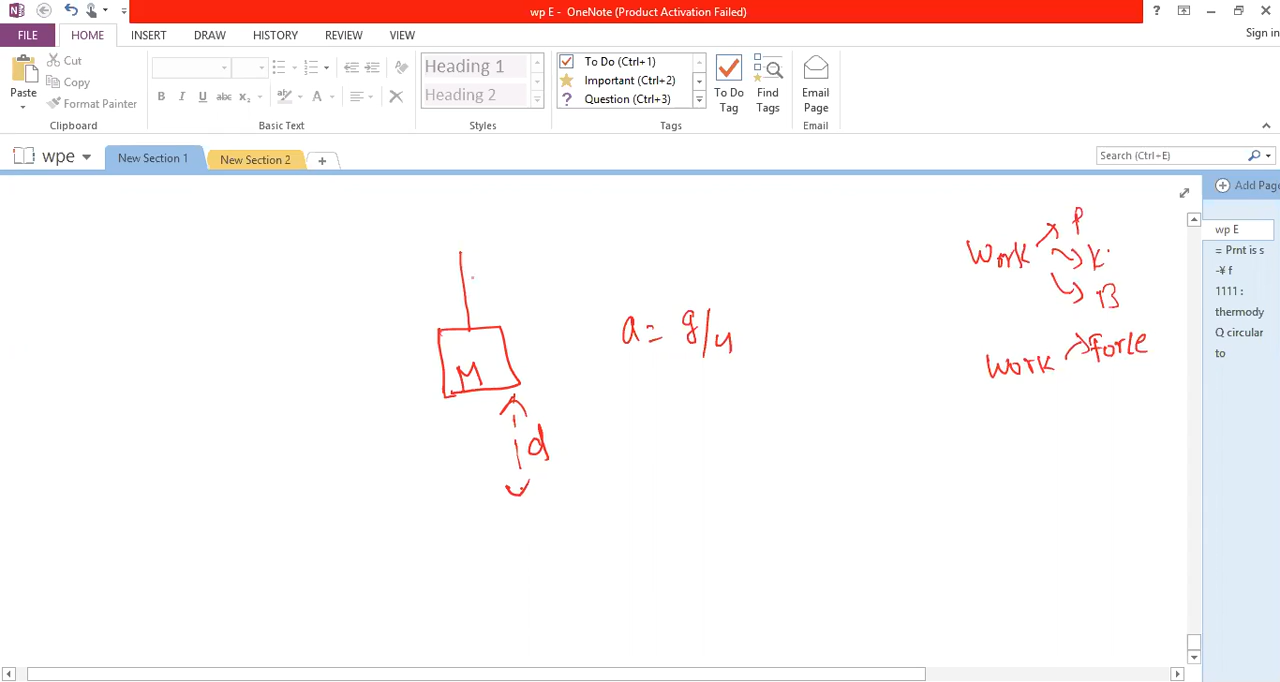 wp E - OneNote (Product Activation Failed)
?
FILE HOME INSERT DRAW HISTORY REVIEW VIEW
Sign in
Paste
Cut
Copy
Format Painter
Clipboard
B I U abc X₂ A
Basic Text
Heading 1
Heading 2
Styles
To Do (Ctrl+1)
Important (Ctrl+2)
? Question (Ctrl+3)
To Do Tag
Find Tags
Tags
Email Page
Email
wpe New Section 1 New Section 2 +
Search (Ctrl+E)
Add Page
wp E
= Prnt is s
-¥ f
1111 :
thermody
Q circular
to
Work P
K
B
Work Force
M
a = g/4
d